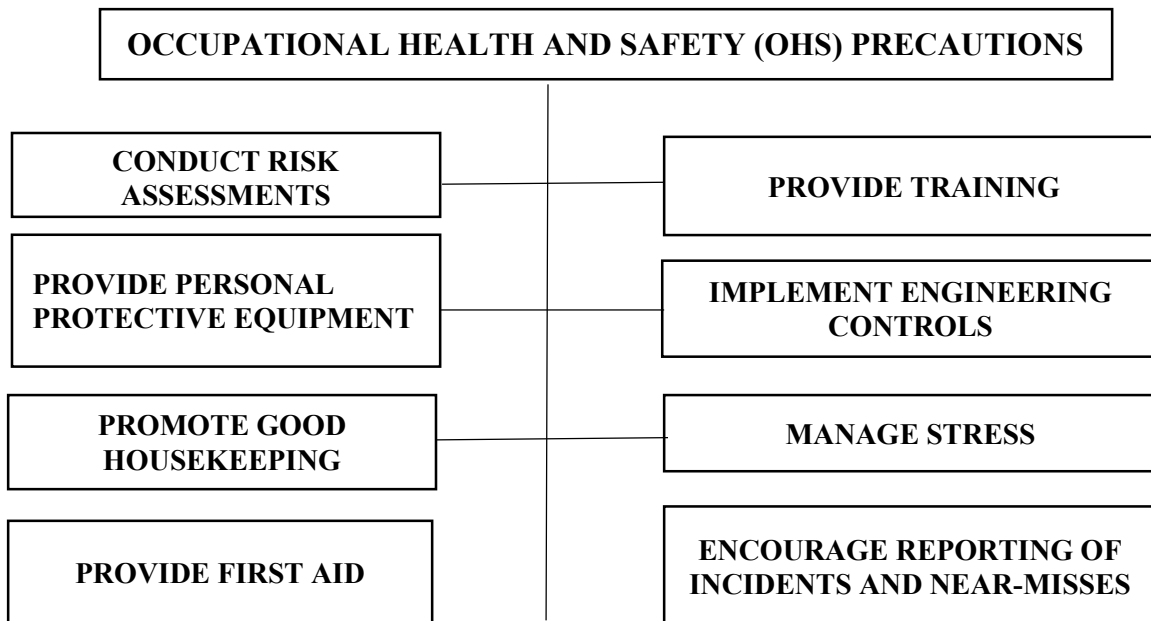 OCCUPATIONAL HEALTH AND SAFETY (OHS) PRECAUTIONS
CONDUCT RISK
ASSESSMENTS
PROVIDE TRAINING
PROVIDE PERSONAL
PROTECTIVE EQUIPMENT
IMPLEMENT ENGINEERING
CONTROLS
PROMOTE GOOD
HOUSEKEEPING
MANAGE STRESS
PROVIDE FIRST AID
ENCOURAGE REPORTING OF
INCIDENTS AND NEAR-MISSES